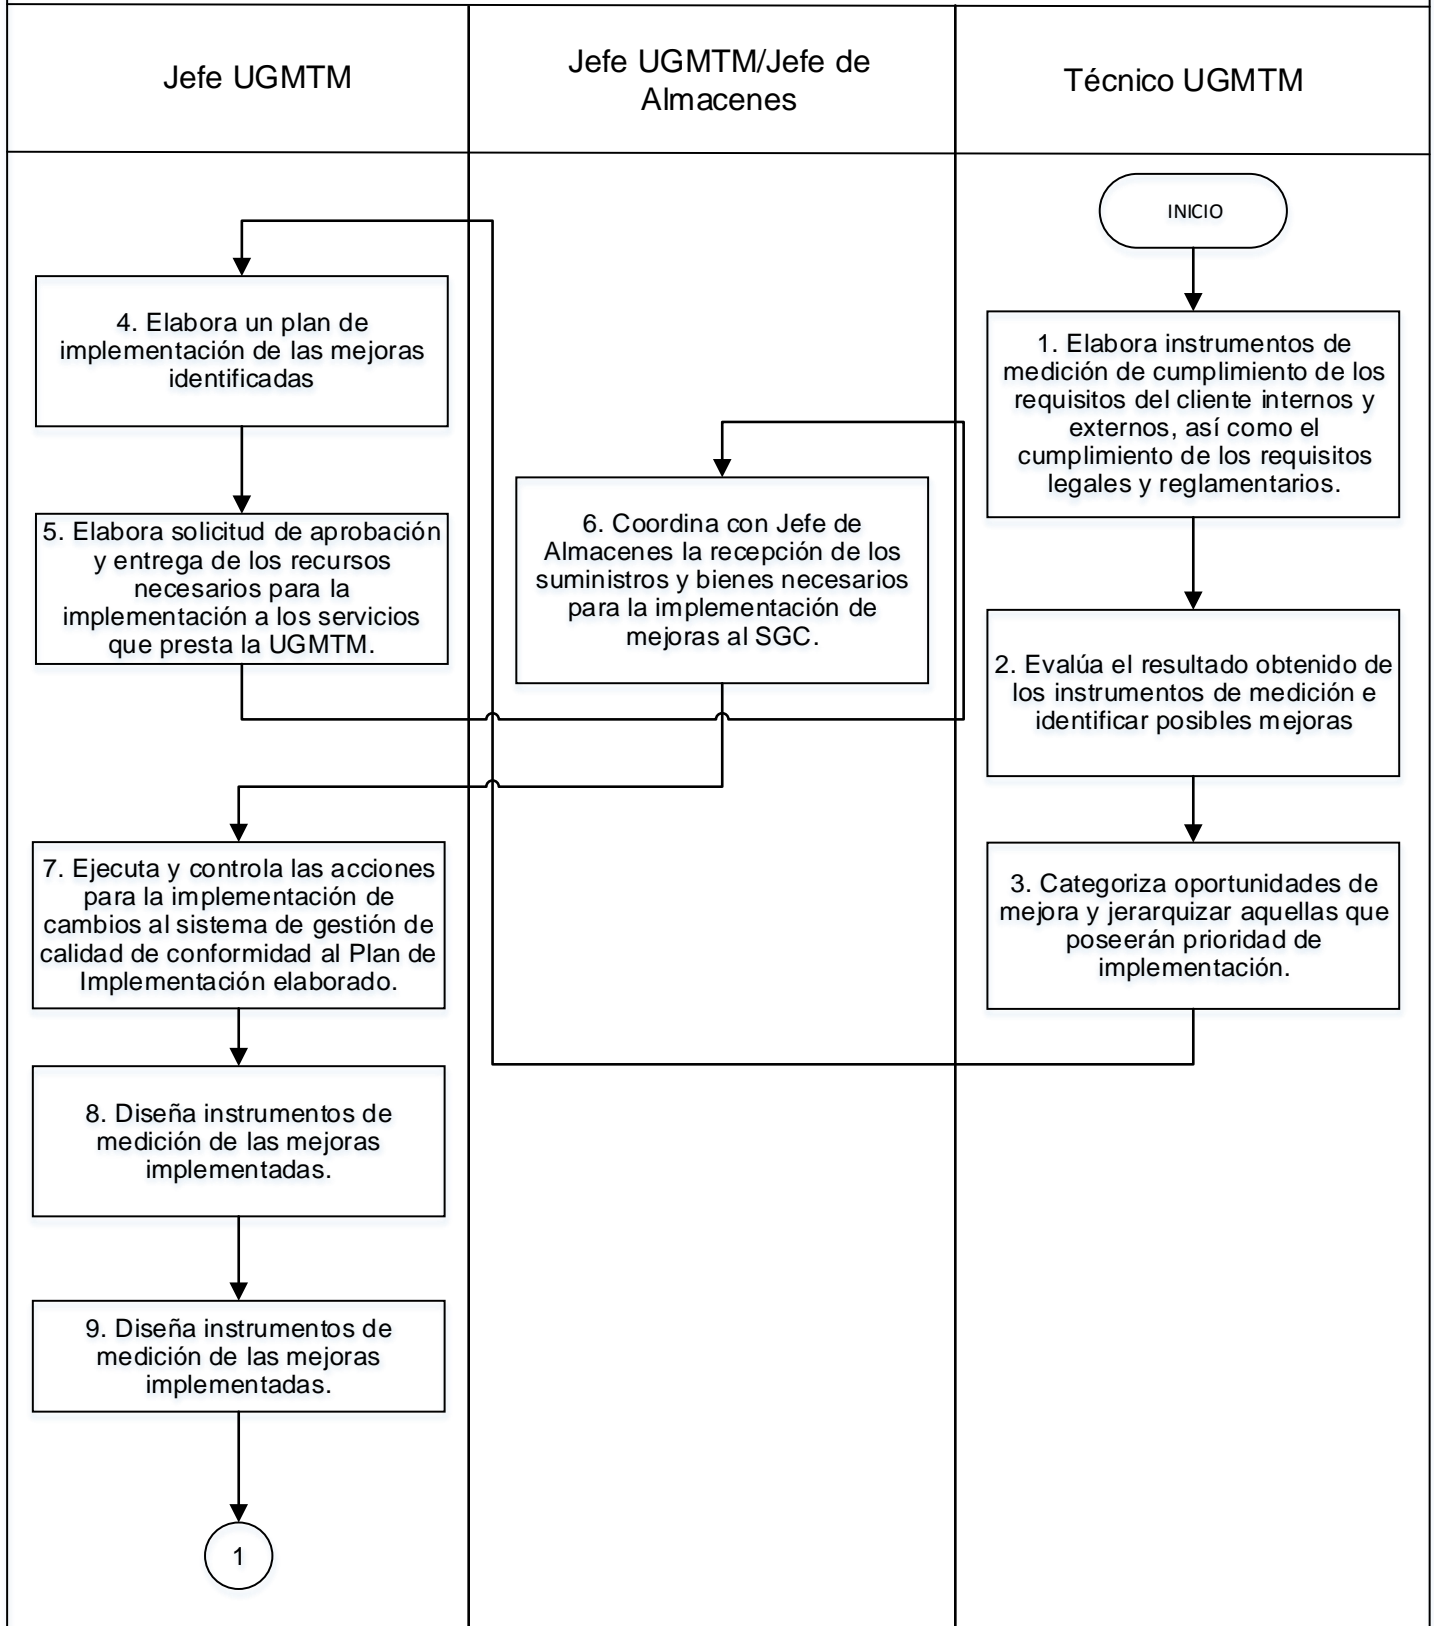 Jefe UGMTM
Jefe UGMTM/Jefe de
Almacenes
Técnico UGMTM
INICIO
1. Elabora instrumentos de
medición de cumplimiento de los
requisitos del cliente internos y
externos, así como el
cumplimiento de los requisitos
legales y reglamentarios.
2. Evalúa el resultado obtenido de
los instrumentos de medición e
identificar posibles mejoras
3. Categoriza oportunidades de
mejora y jerarquizar aquellas que
poseerán prioridad de
implementación.
4. Elabora un plan de
implementación de las mejoras
identificadas
5. Elabora solicitud de aprobación
y entrega de los recursos
necesarios para la
implementación a los servicios
que presta la UGMTM.
6. Coordina con Jefe de
Almacenes la recepción de los
suministros y bienes necesarios
para la implementación de
mejoras al SGC.
7. Ejecuta y controla las acciones
para la implementación de
cambios al sistema de gestión de
calidad de conformidad al Plan de
Implementación elaborado.
8. Diseña instrumentos de
medición de las mejoras
implementadas.
9. Diseña instrumentos de
medición de las mejoras
implementadas.
1